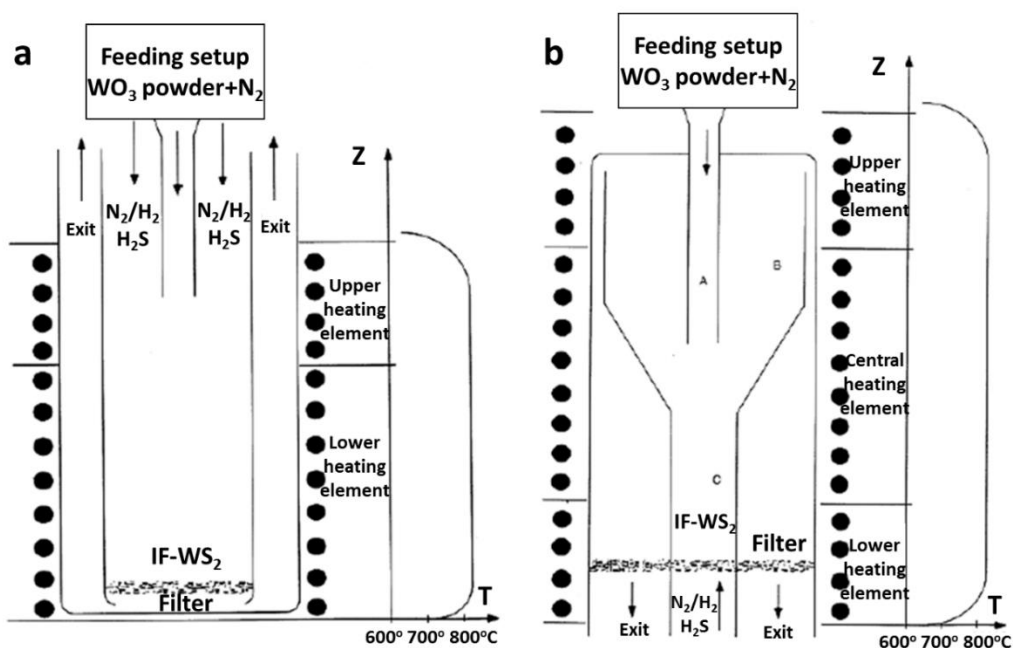 a
Feeding setup
WO₃ powder+N₂
Z
Exit
N₂/H₂
H₂S
N₂/H₂
H₂S
Exit
Upper
heating
element
Lower
heating
element
IF-WS₂
Filter
T
600° 700° 800°C
b
Feeding setup
WO₃ powder+N₂
Z
Upper
heating
element
A
B
Central
heating
element
C
IF-WS₂
Filter
Lower
heating
element
N₂/H₂
H₂S
Exit
Exit
T
600° 700° 800°C